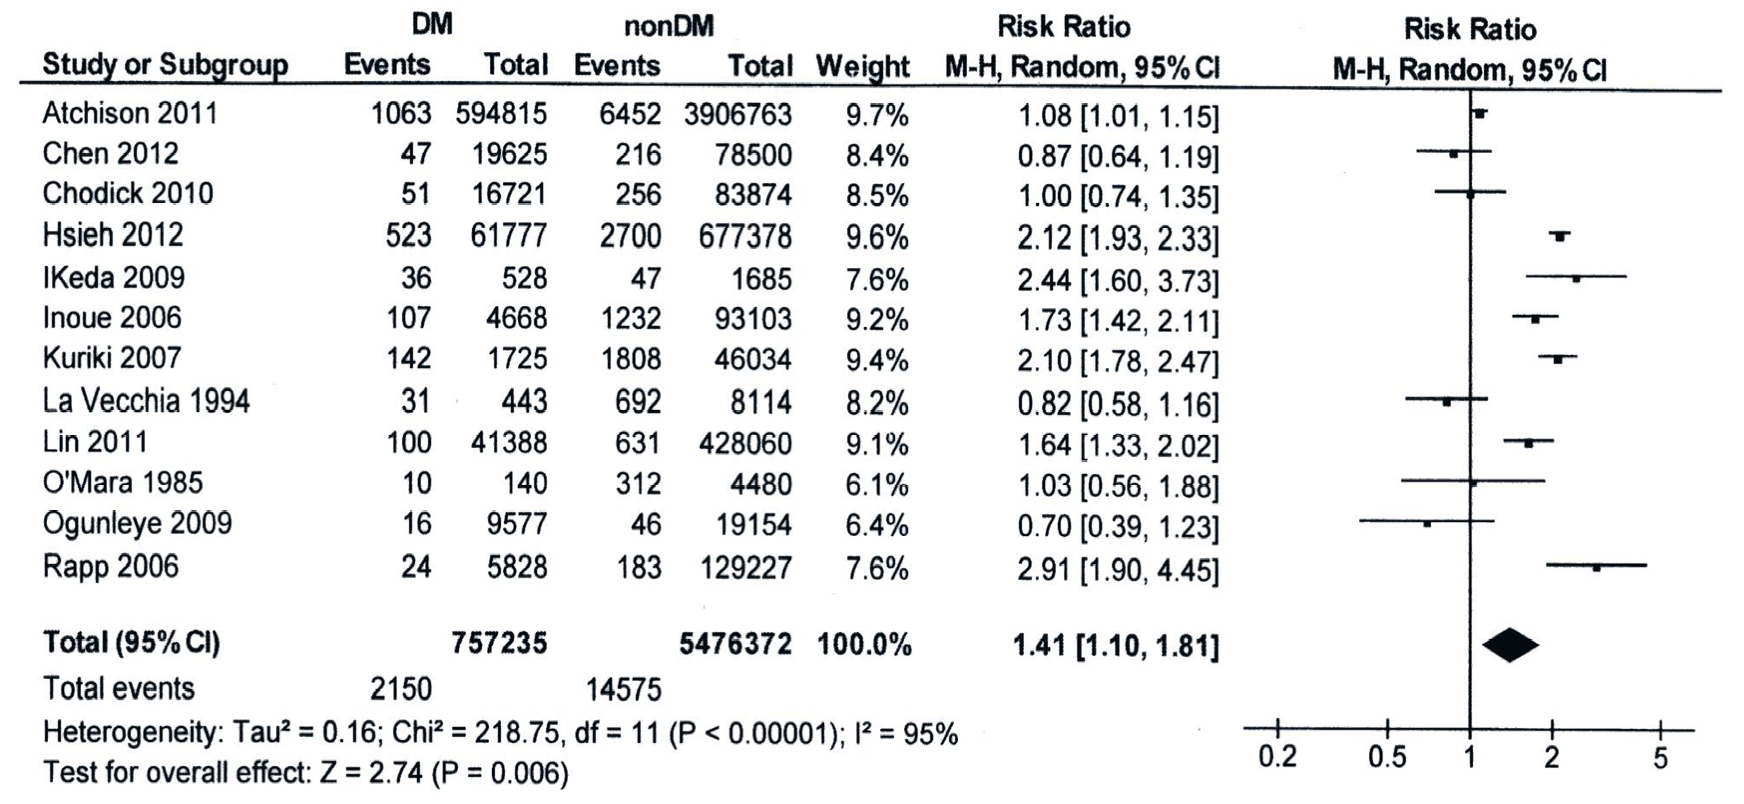 DM nonDM Risk Ratio Risk Ratio
Study or Subgroup Events Total Events Total Weight M-H, Random, 95% CI M-H, Random, 95% CI
Atchison 2011 1063 594815 6452 3906763 9.7% 1.08 [1.01, 1.15]
Chen 2012 47 19625 216 78500 8.4% 0.87 [0.64, 1.19]
Chodick 2010 51 16721 256 83874 8.5% 1.00 [0.74, 1.35]
Hsieh 2012 523 61777 2700 677378 9.6% 2.12 [1.93, 2.33]
IKeda 2009 36 528 47 1685 7.6% 2.44 [1.60, 3.73]
Inoue 2006 107 4668 1232 93103 9.2% 1.73 [1.42, 2.11]
Kuriki 2007 142 1725 1808 46034 9.4% 2.10 [1.78, 2.47]
La Vecchia 1994 31 443 692 8114 8.2% 0.82 [0.58, 1.16]
Lin 2011 100 41388 631 428060 9.1% 1.64 [1.33, 2.02]
O'Mara 1985 10 140 312 4480 6.1% 1.03 [0.56, 1.88]
Ogunleye 2009 16 9577 46 19154 6.4% 0.70 [0.39, 1.23]
Rapp 2006 24 5828 183 129227 7.6% 2.91 [1.90, 4.45]
Total (95% CI) 757235 5476372 100.0% 1.41 [1.10, 1.81]
Total events 2150 14575
Heterogeneity: Tau² = 0.16; Chi² = 218.75, df = 11 (P < 0.00001); I² = 95%
Test for overall effect: Z = 2.74 (P = 0.006)
0.2 0.5 1 2 5